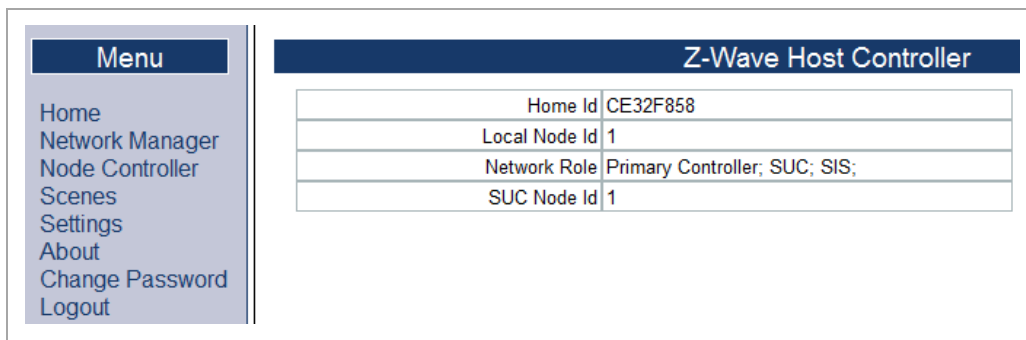 Menu
Home
Network Manager
Node Controller
Scenes
Settings
About
Change Password
Logout
Z-Wave Host Controller
Home Id CE32F858
Local Node Id 1
Network Role Primary Controller; SUC; SIS;
SUC Node Id 1